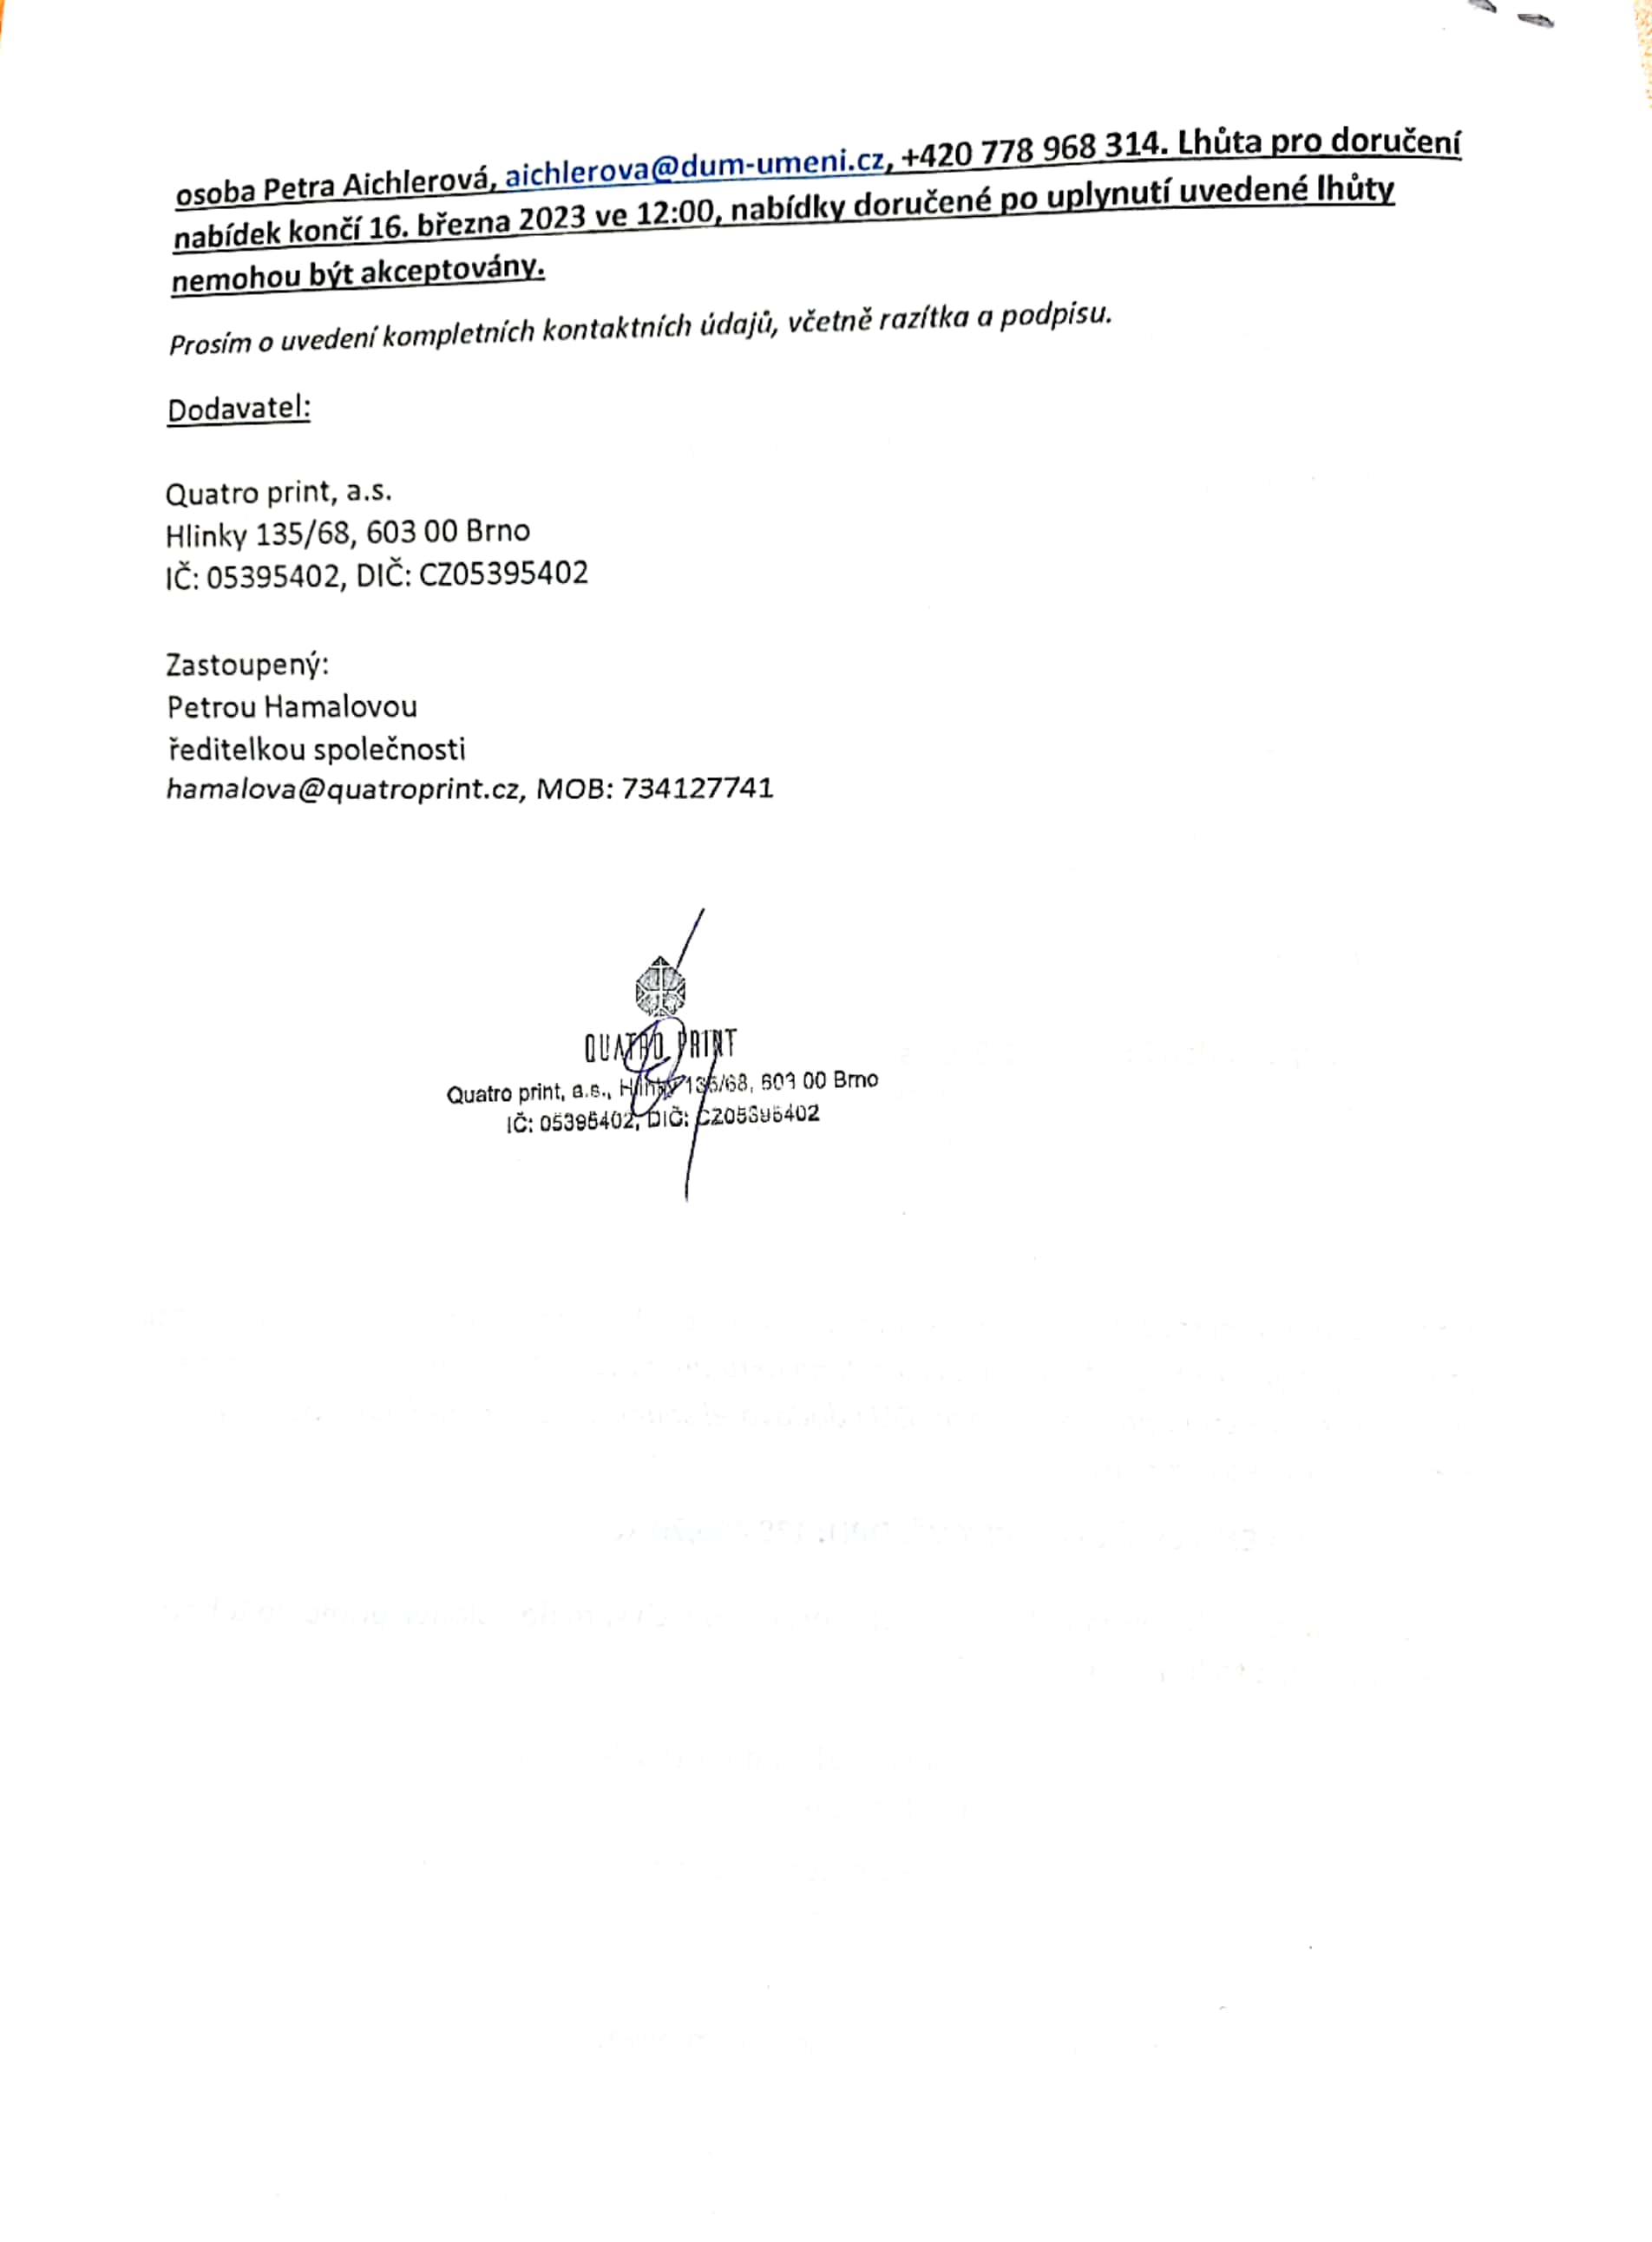 osoba Petra Aichlerová, aichlerova@dum-umeni.cz, +420 778 968 314. Lhůta pro doručení
nabídek končí 16. března 2023 ve 12:00, nabídky doručené po uplynutí uvedené lhůty
nemohou být akceptovány.
Prosím o uvedení kompletních kontaktních údajů, včetně razítka a podpisu.
Dodavatel:
Quatro print, a.s.
Hlinky 135/68, 603 00 Brno
IČ: 05395402, DIČ: CZ05395402
Zastoupený:
Petrou Hamalovou
ředitelkou společnosti
hamalova@quatroprint.cz, MOB: 734127741
QUATRO PRINT
Quatro print, a.s., Hlinky 135/68, 603 00 Brno
IČ: 05395402, DIČ: CZ05395402